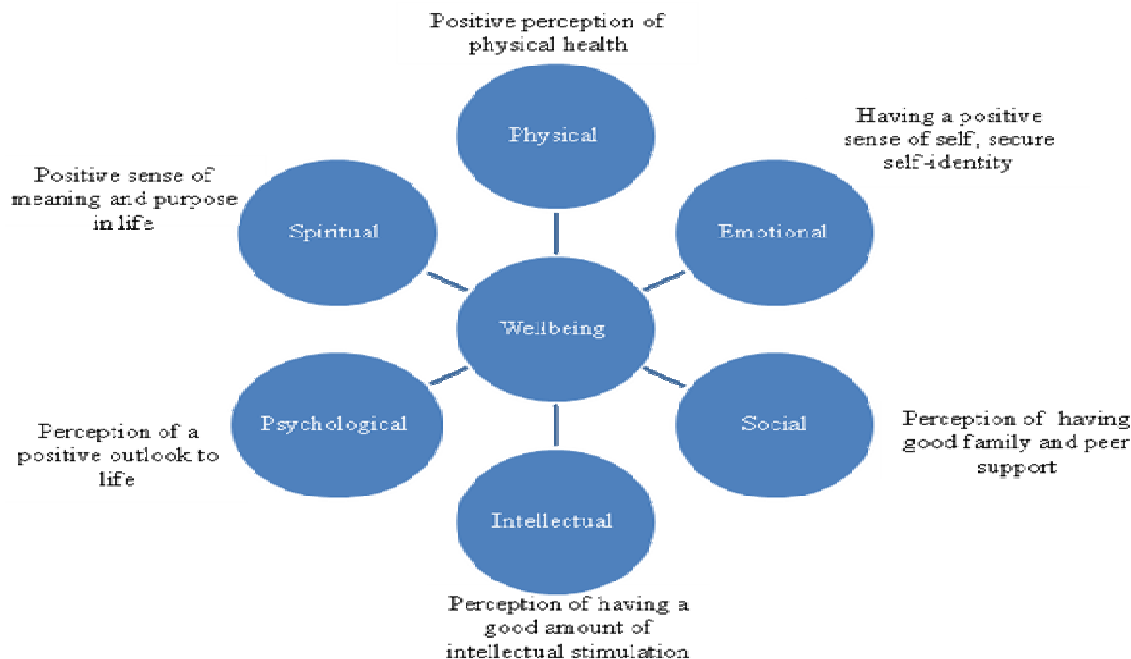 Positive perception of
physical health
Physical
Having a positive
sense of self, secure
self-identity
Emotional
Positive sense of
meaning and purpose
in life
Spiritual
Wellbeing
Psychological
Perception of a
positive outlook to
life
Social
Perception of having
good family and peer
support
Intellectual
Perception of having a
good amount of
intellectual stimulation